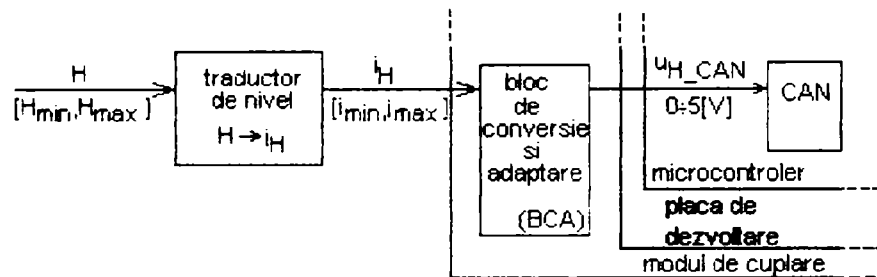 H
[Hmin,Hmax]
traductor
de nivel
H → iH
iH
[imin,imax]
bloc
de
conversie
si
adaptare
(BCA)
uH_CAN
0÷5[V]
CAN
microcontroler
placa de
dezvoltare
modul de cuplare